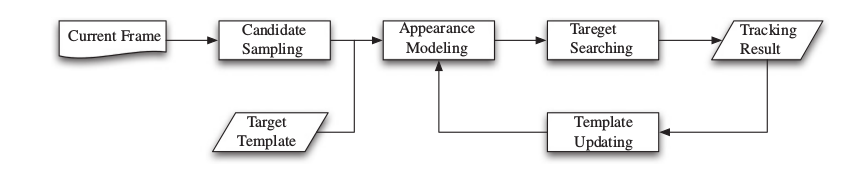 Current Frame
Candidate
Sampling
Appearance
Modeling
Tareget
Searching
Tracking
Result
Target
Template
Template
Updating